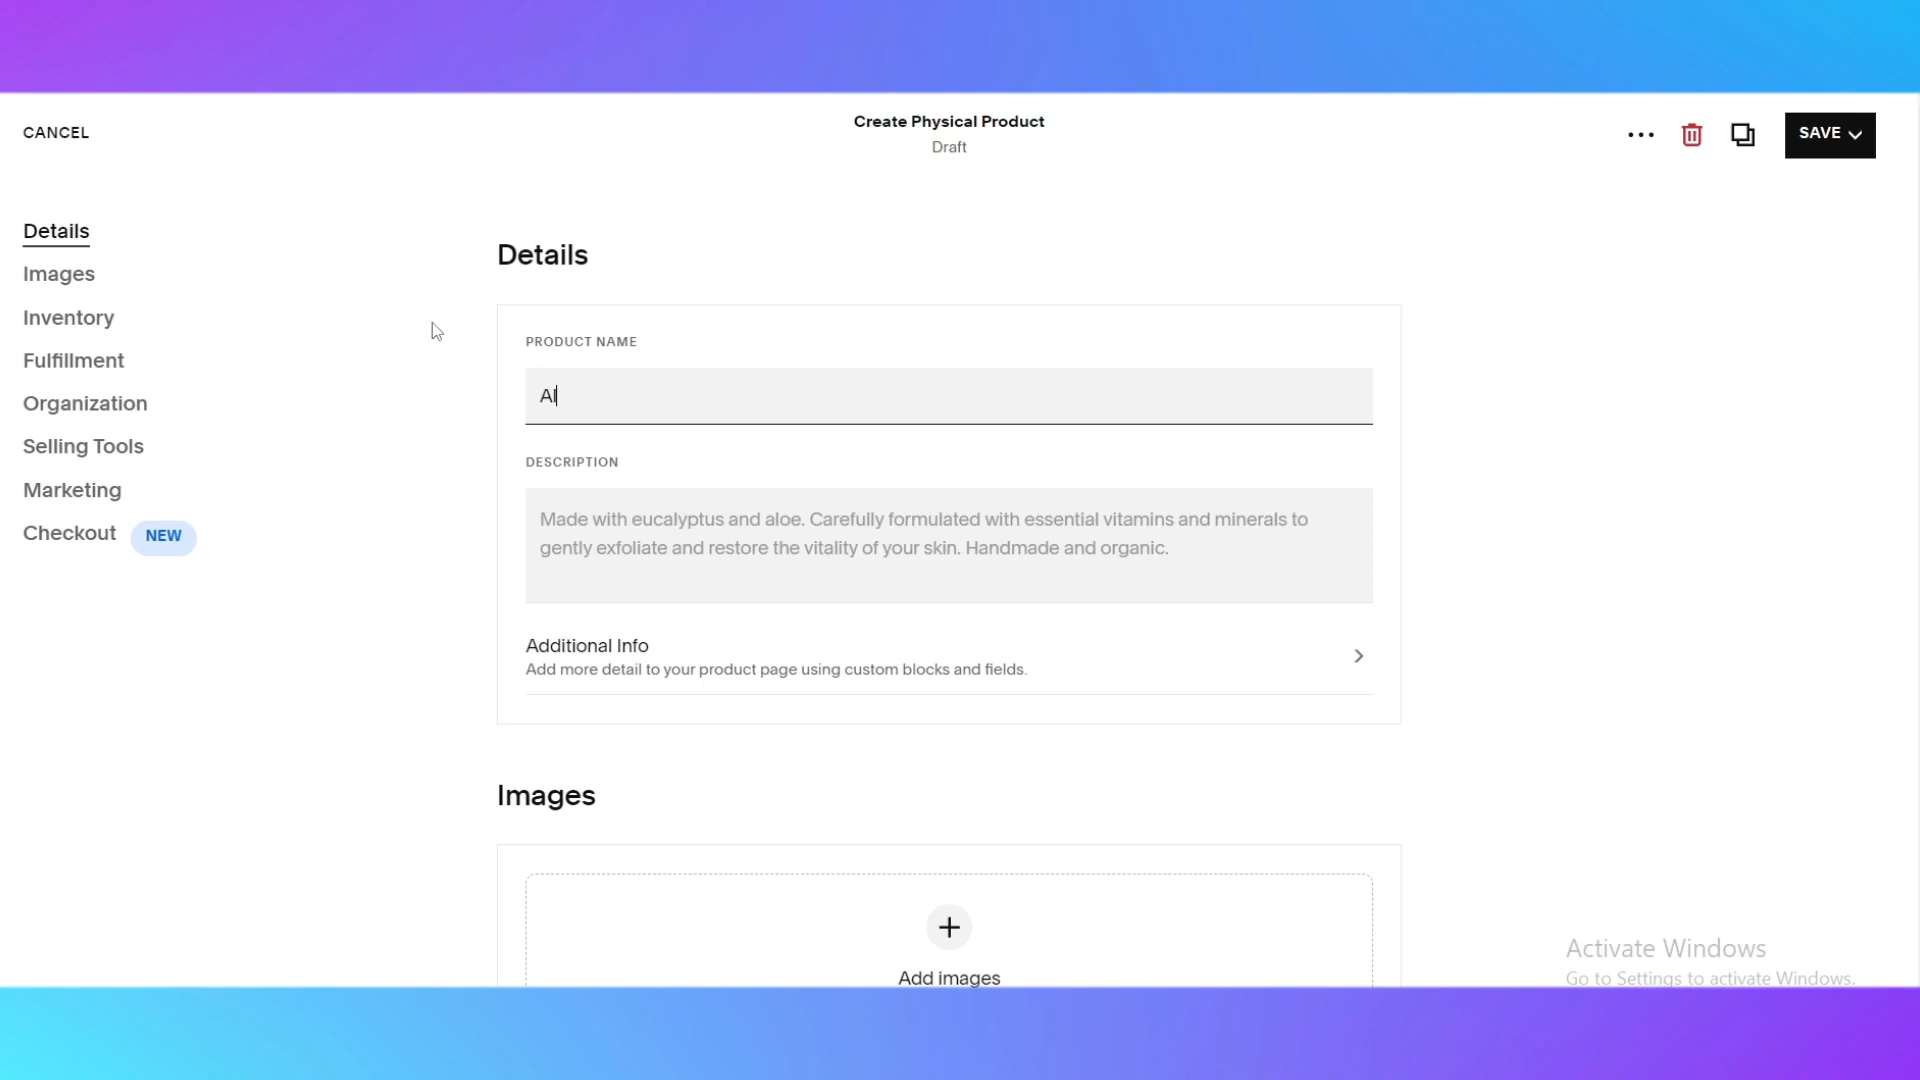 CANCEL
Create Physical Product
Draft
SAVE
Details
Images
Inventory
Fulfillment
Organization
Selling Tools
Marketing
Checkout NEW
Details
PRODUCT NAME
Al
DESCRIPTION
Made with eucalyptus and aloe. Carefully formulated with essential vitamins and minerals to
gently exfoliate and restore the vitality of your skin. Handmade and organic.
Additional Info
Add more detail to your product page using custom blocks and fields.
Images
Add images
Activate Windows
Go to Settings to activate Windows.